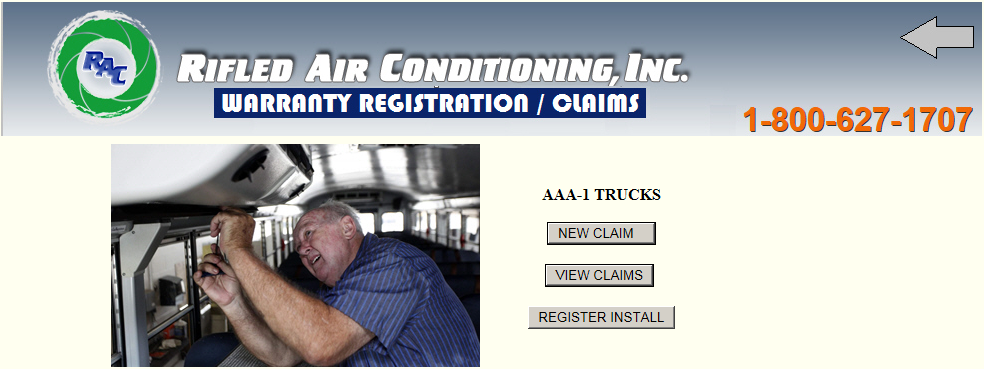 RAC
RIFLED AIR CONDITIONING, INC.
WARRANTY REGISTRATION / CLAIMS
1-800-627-1707
AAA-1 TRUCKS
NEW CLAIM
VIEW CLAIMS
REGISTER INSTALL